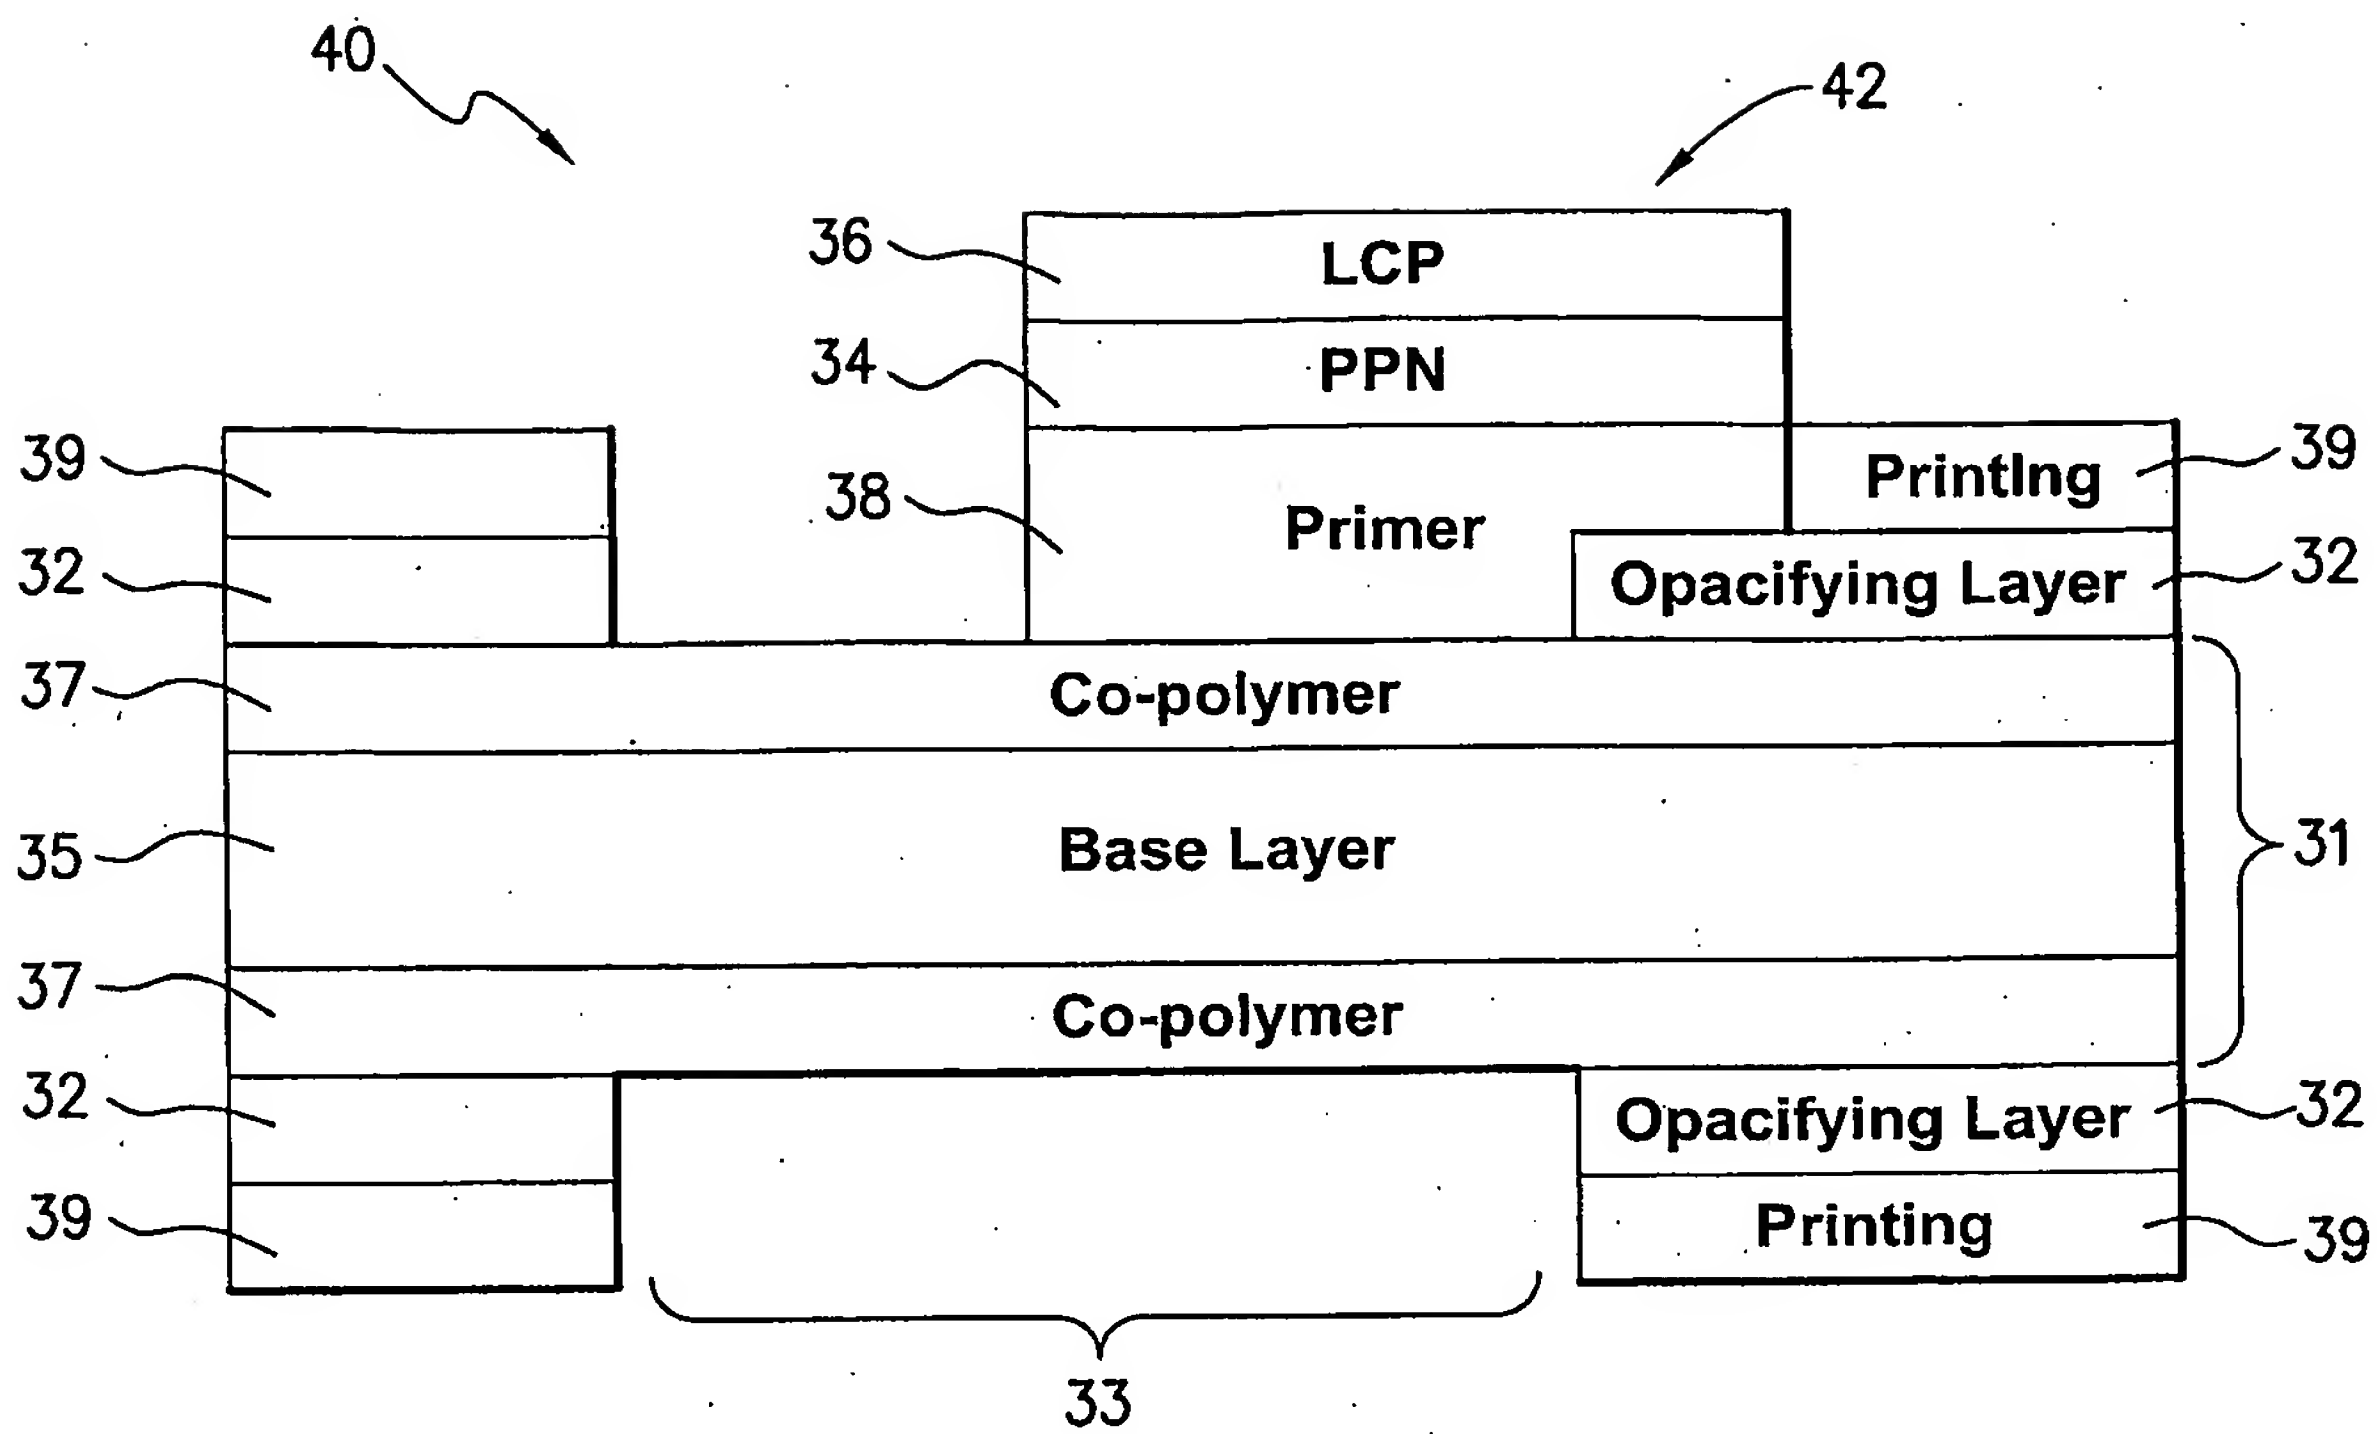 40
42
36 LCP
34 PPN
39 38 Primer PrintIng 39
32 Opacifying Layer 32
37 Co-polymer
35 Base Layer 31
37 Co-polymer
32 Opacifying Layer 32
39 Printing 39
33